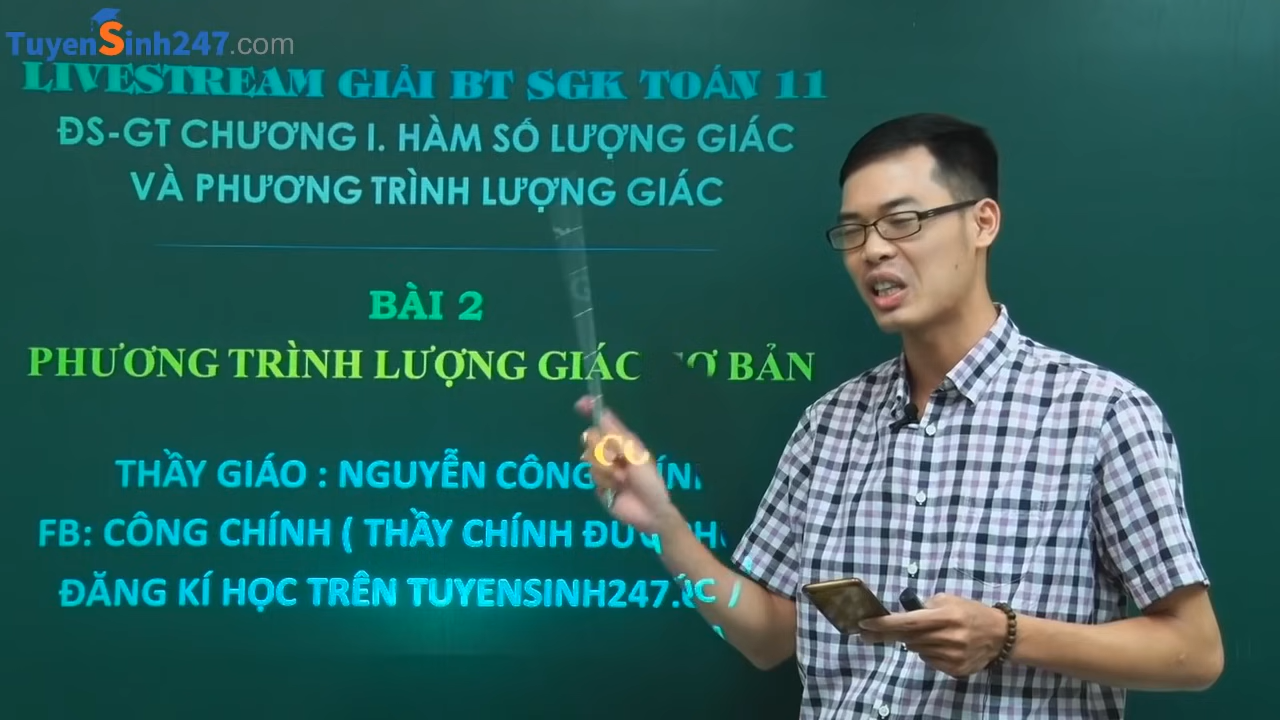 TuyenSinh247.com
LIVESTREAM GIẢI BT SGK TOÁN 11
ĐS-GT CHƯƠNG I. HÀM SỐ LƯỢNG GIÁC
VÀ PHƯƠNG TRÌNH LƯỢNG GIÁC
BÀI 2
PHƯƠNG TRÌNH LƯỢNG GIÁC BẢN
THẦY GIÁO : NGUYỄN CÔNG
FB: CÔNG CHÍNH ( THẦY CHÍNH
ĐĂNG KÍ HỌC TRÊN TUYENSINH247.